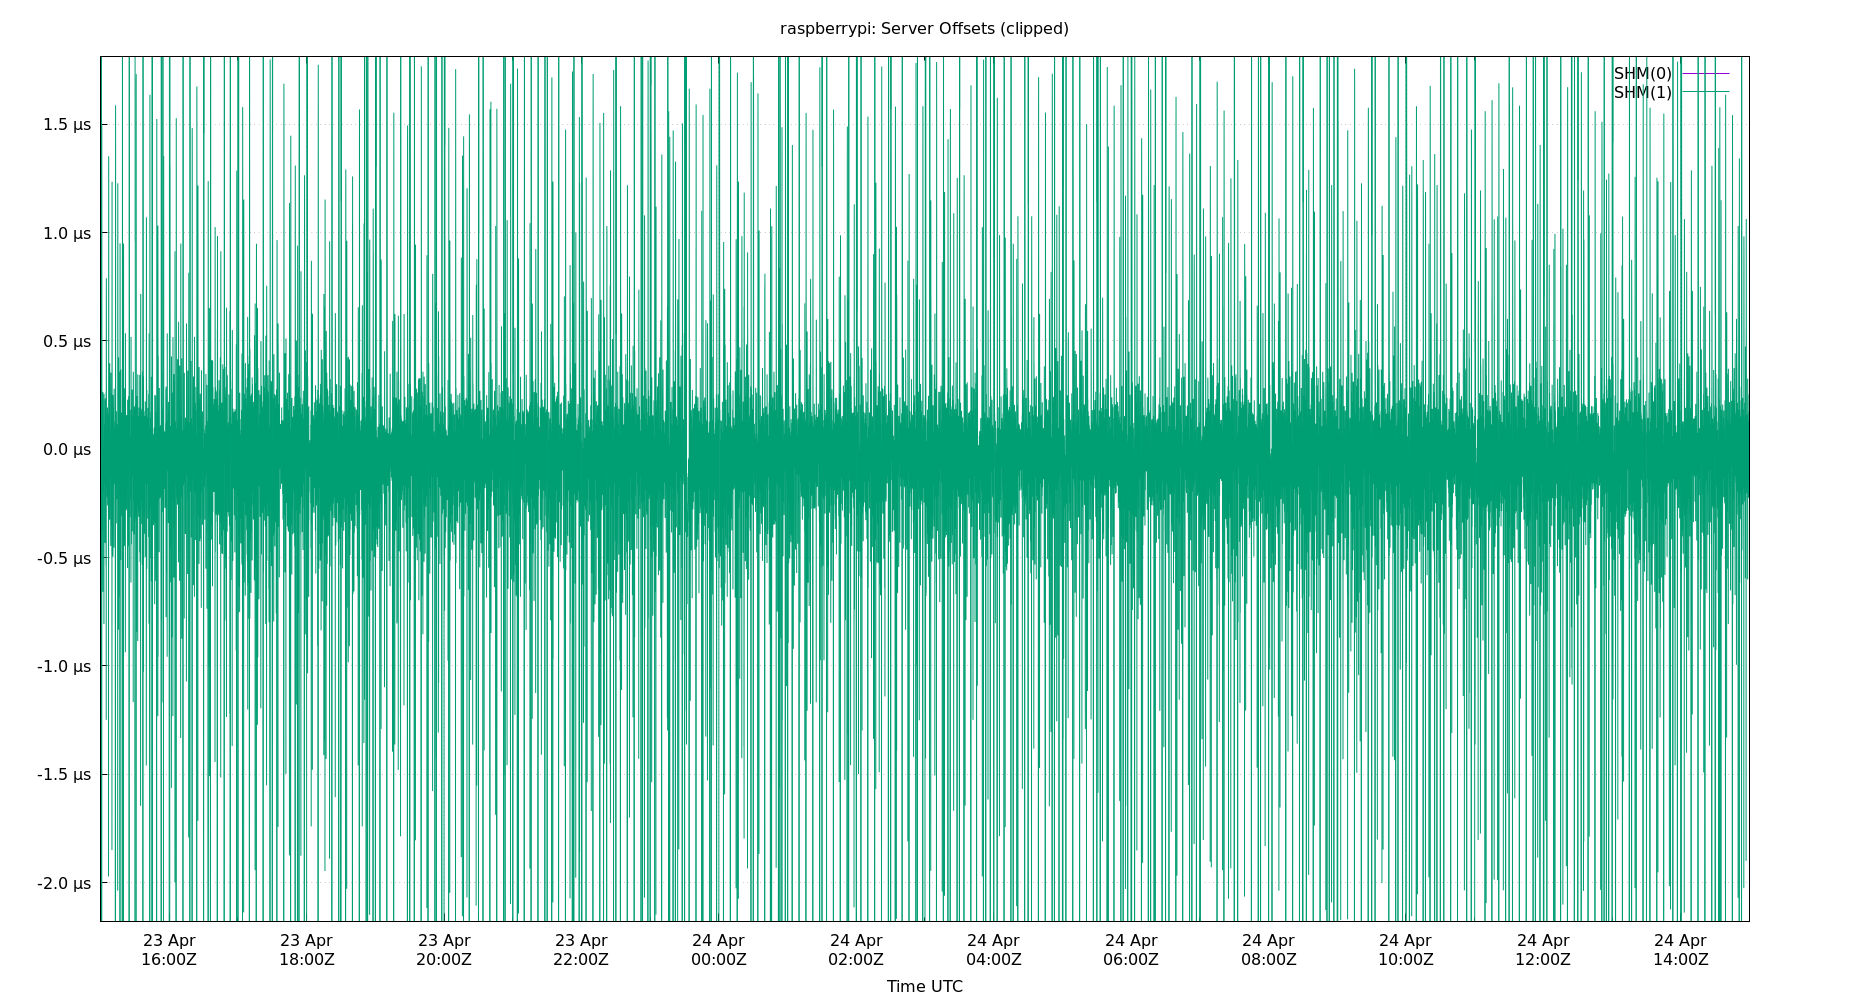 raspberrypi: Server Offsets (clipped)
SHM(0)
SHM(1)
1.5 µs
1.0 µs
0.5 µs
0.0 µs
-0.5 µs
-1.0 µs
-1.5 µs
-2.0 µs
23 Apr 23 Apr 23 Apr 23 Apr 24 Apr 24 Apr 24 Apr 24 Apr 24 Apr 24 Apr 24 Apr 24 Apr
16:00Z 18:00Z 20:00Z 22:00Z 00:00Z 02:00Z 04:00Z 06:00Z 08:00Z 10:00Z 12:00Z 14:00Z
Time UTC